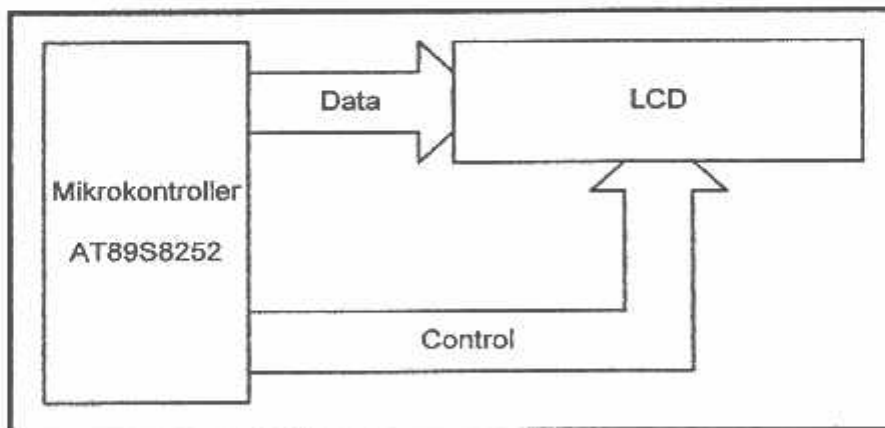 Data
LCD
Mikrokontroller
AT89S8252
Control